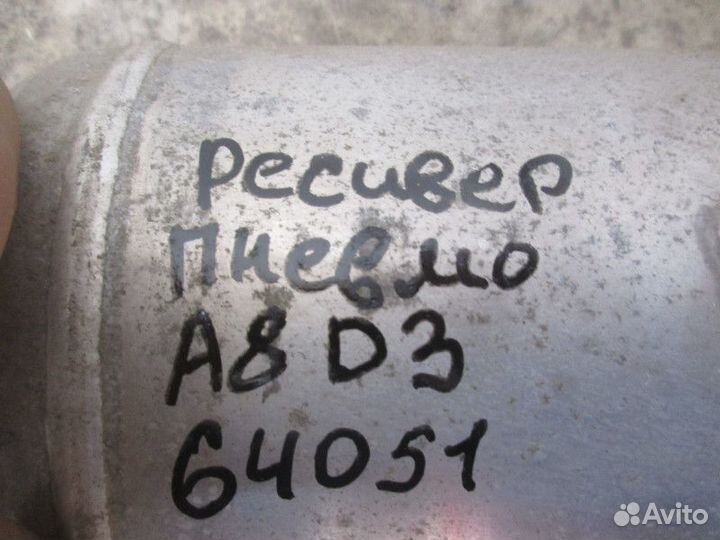 Ресивер
Пневмо
A8 D3
64051
Avito